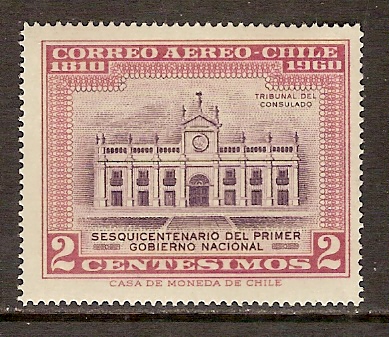 CORREO AEREO-CHILE
1810 1960
TRIBUNAL DEL
CONSULADO
SESQUICENTENARIO DEL PRIMER
GOBIERNO NACIONAL
2 CENTESIMOS 2
CASA DE MONEDA DE CHILE